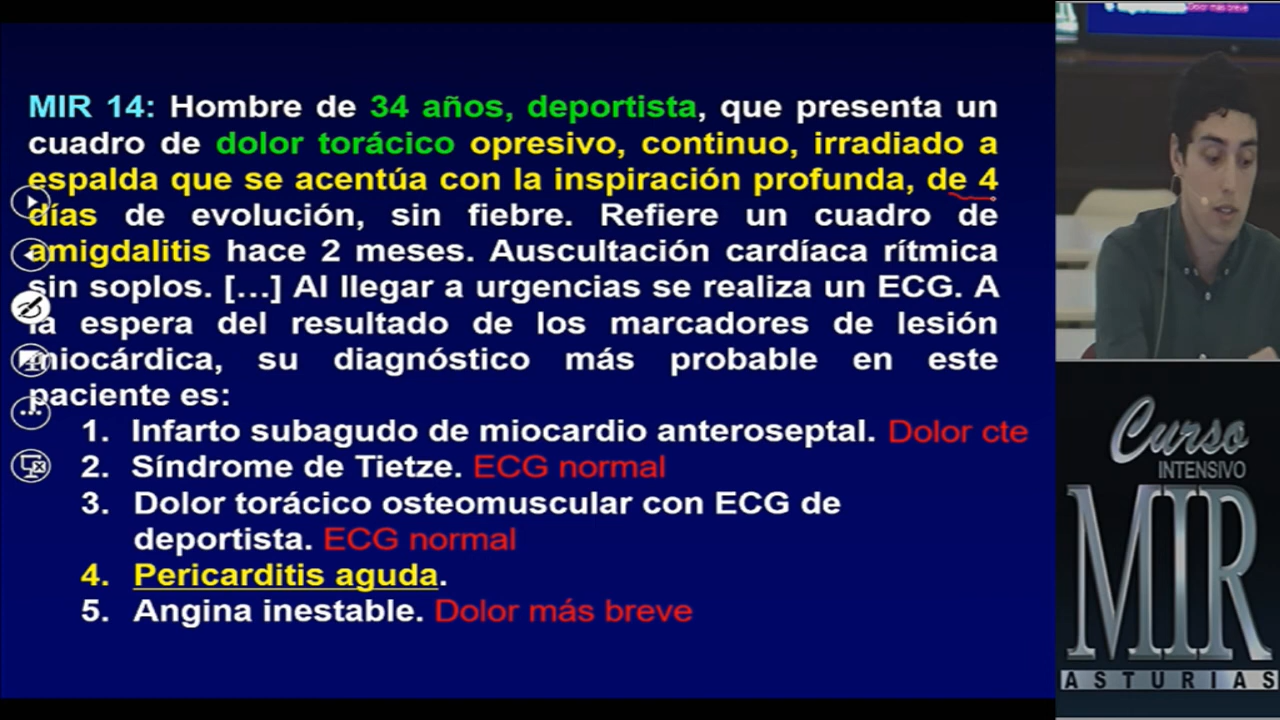 MIR 14: Hombre de 34 años, deportista, que presenta un
cuadro de dolor torácico opresivo, continuo, irradiado a
espalda que se acentúa con la inspiración profunda, de 4
días de evolución, sin fiebre. Refiere un cuadro de
amigdalitis hace 2 meses. Auscultación cardíaca rítmica
sin soplos. [...] Al llegar a urgencias se realiza un ECG. A
la espera del resultado de los marcadores de lesión
miocárdica, su diagnóstico más probable en este
paciente es:
1. Infarto subagudo de miocardio anteroseptal. Dolor cte
2. Síndrome de Tietze. ECG normal
3. Dolor torácico osteomuscular con ECG de
deportista. ECG normal
4. Pericarditis aguda.
5. Angina inestable. Dolor más breve
Dolor más breve
Curso
INTENSIVO
MIR
ASTURIAS